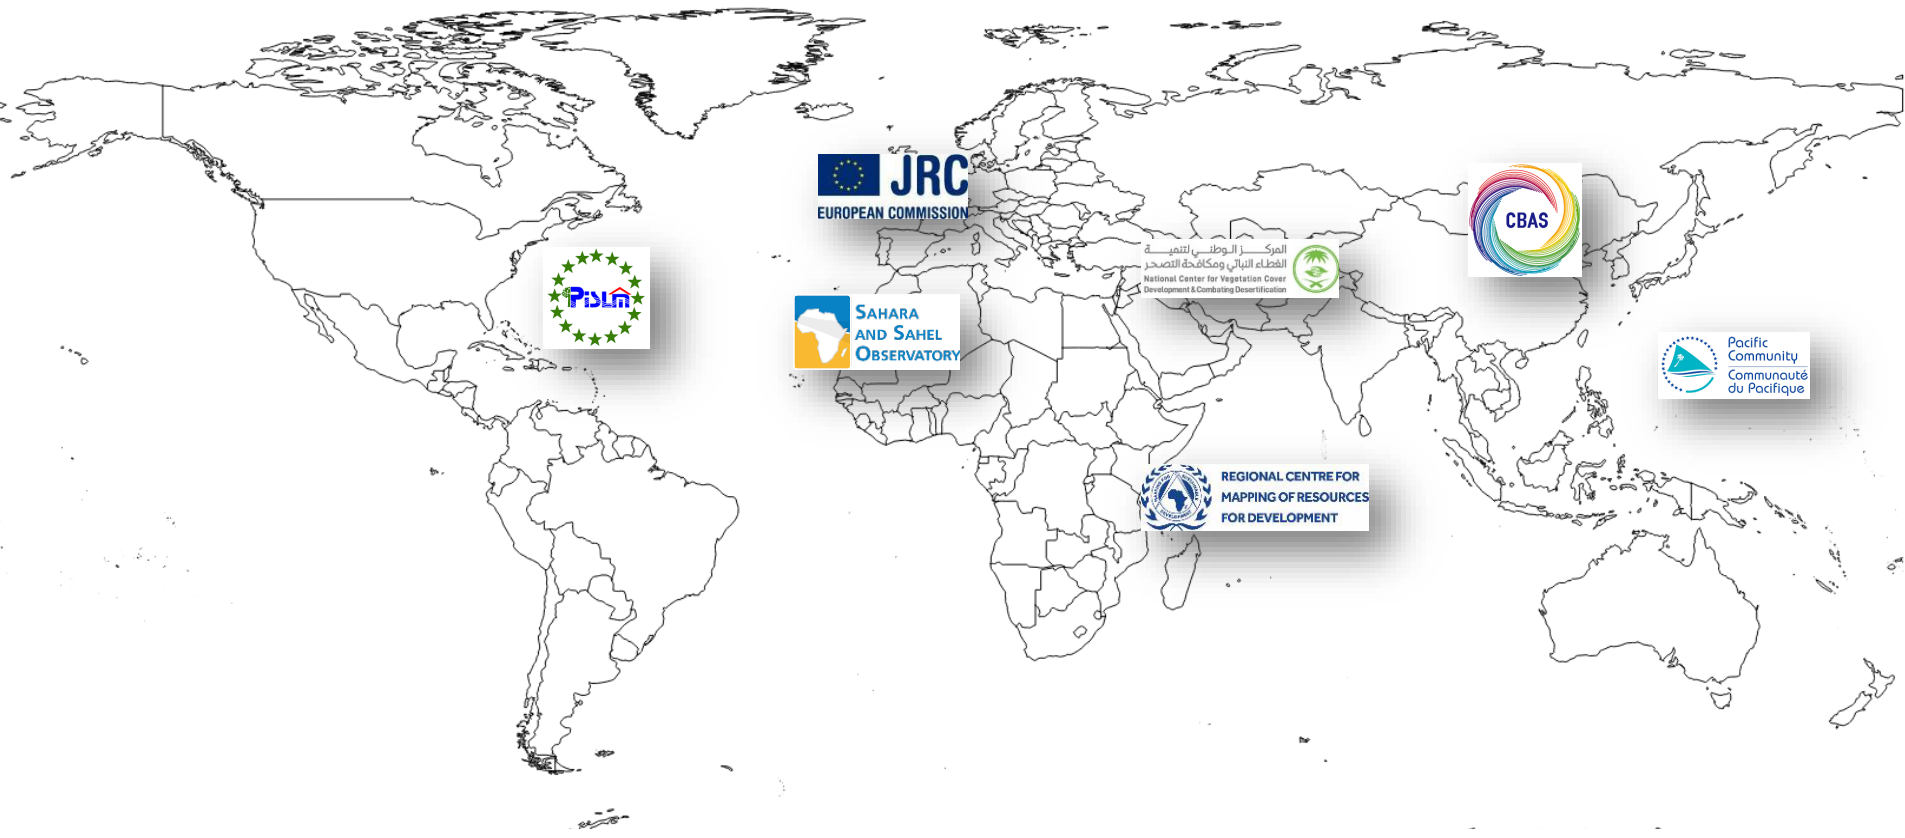 JRC
EUROPEAN COMMISSION
CBAS
المركز الوطني لتنمية
الغطاء النباتي ومكافحة التصحر
National Center for Vegetation Cover
Development & Combating Desertification
PISLM
SAHARA
AND SAHEL
OBSERVATORY
Pacific
Community
Communauté
du Pacifique
REGIONAL CENTRE FOR
MAPPING OF RESOURCES
FOR DEVELOPMENT